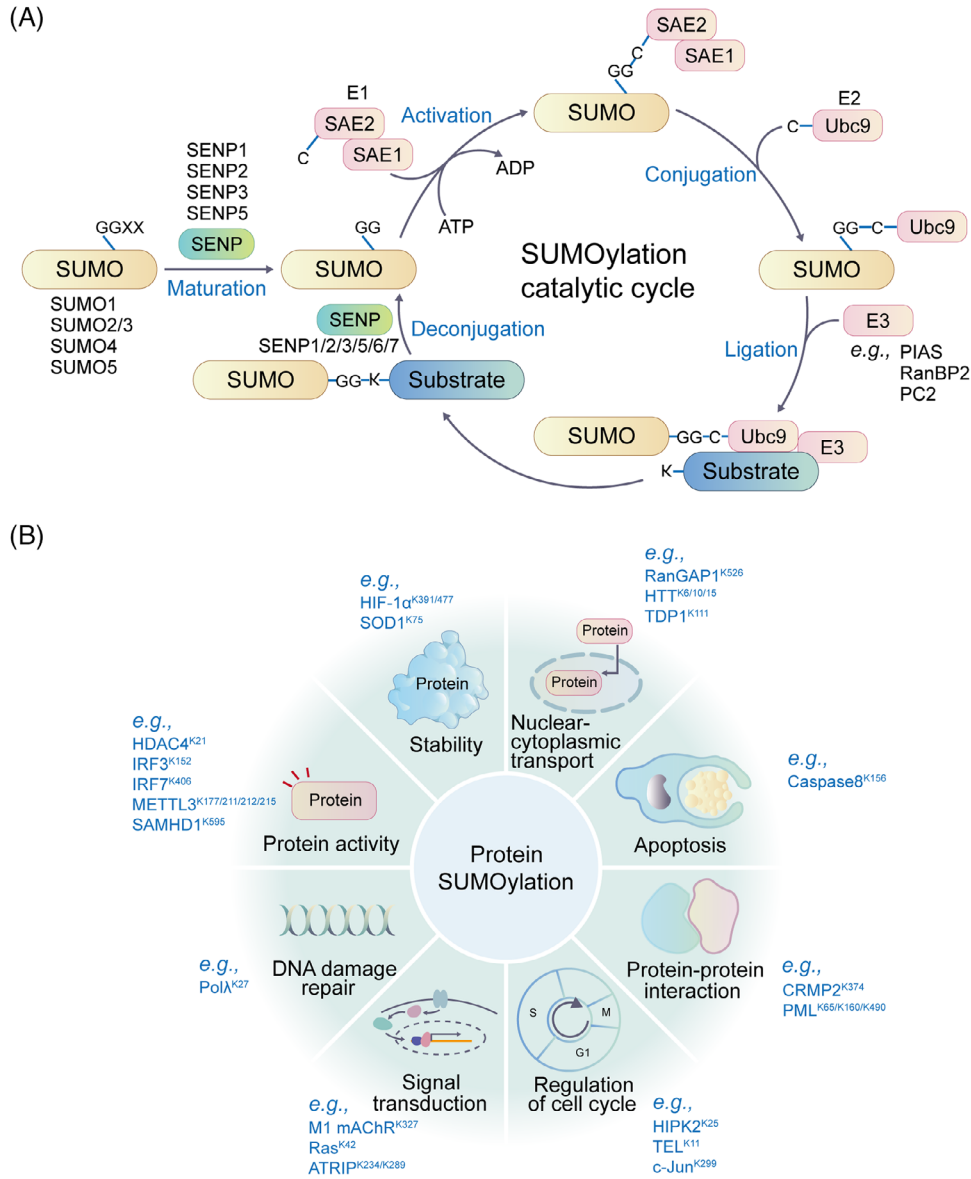 (A)
SAE2
SAE1
C
GG
SUMO
E1
SAE2
SAE1
C
Activation
ADP
ATP
E2
C
Ubc9
Conjugation
SENP1
SENP2
SENP3
SENP5
SENP
Maturation
GGXX
SUMO
SUMO1
SUMO2/3
SUMO4
SUMO5
GG
SUMO
SUMOylation
catalytic cycle
GG C Ubc9
SUMO
SENP
Deconjugation
SENP1/2/3/5/6/7
SUMO GG K Substrate
Ligation
E3
e.g., PIAS
RanBP2
PC2
SUMO GG C Ubc9
E3
K Substrate
(B)
e.g.,
HIF-1αK391/477
SOD1K75
Protein
Stability
e.g.,
RanGAP1K526
HTTK6/10/15
TDP1K111
Protein
Protein
Nuclear-
cytoplasmic
transport
e.g.,
HDAC4K21
IRF3K152
IRF7K406
METTL3K177/211/212/215
SAMHD1K595
Protein
Protein activity
e.g.,
Caspase8K156
Apoptosis
Protein
SUMOylation
DNA damage
repair
e.g.,
PolλK27
Protein-protein
interaction
e.g.,
CRMP2K374
PMLK65/K160/K490
Signal
transduction
e.g.,
M1 mAChRK327
RasK42
ATRIPK234/K289
S
M
G1
Regulation
of cell cycle
e.g.,
HIPK2K25
TELK11
c-JunK299